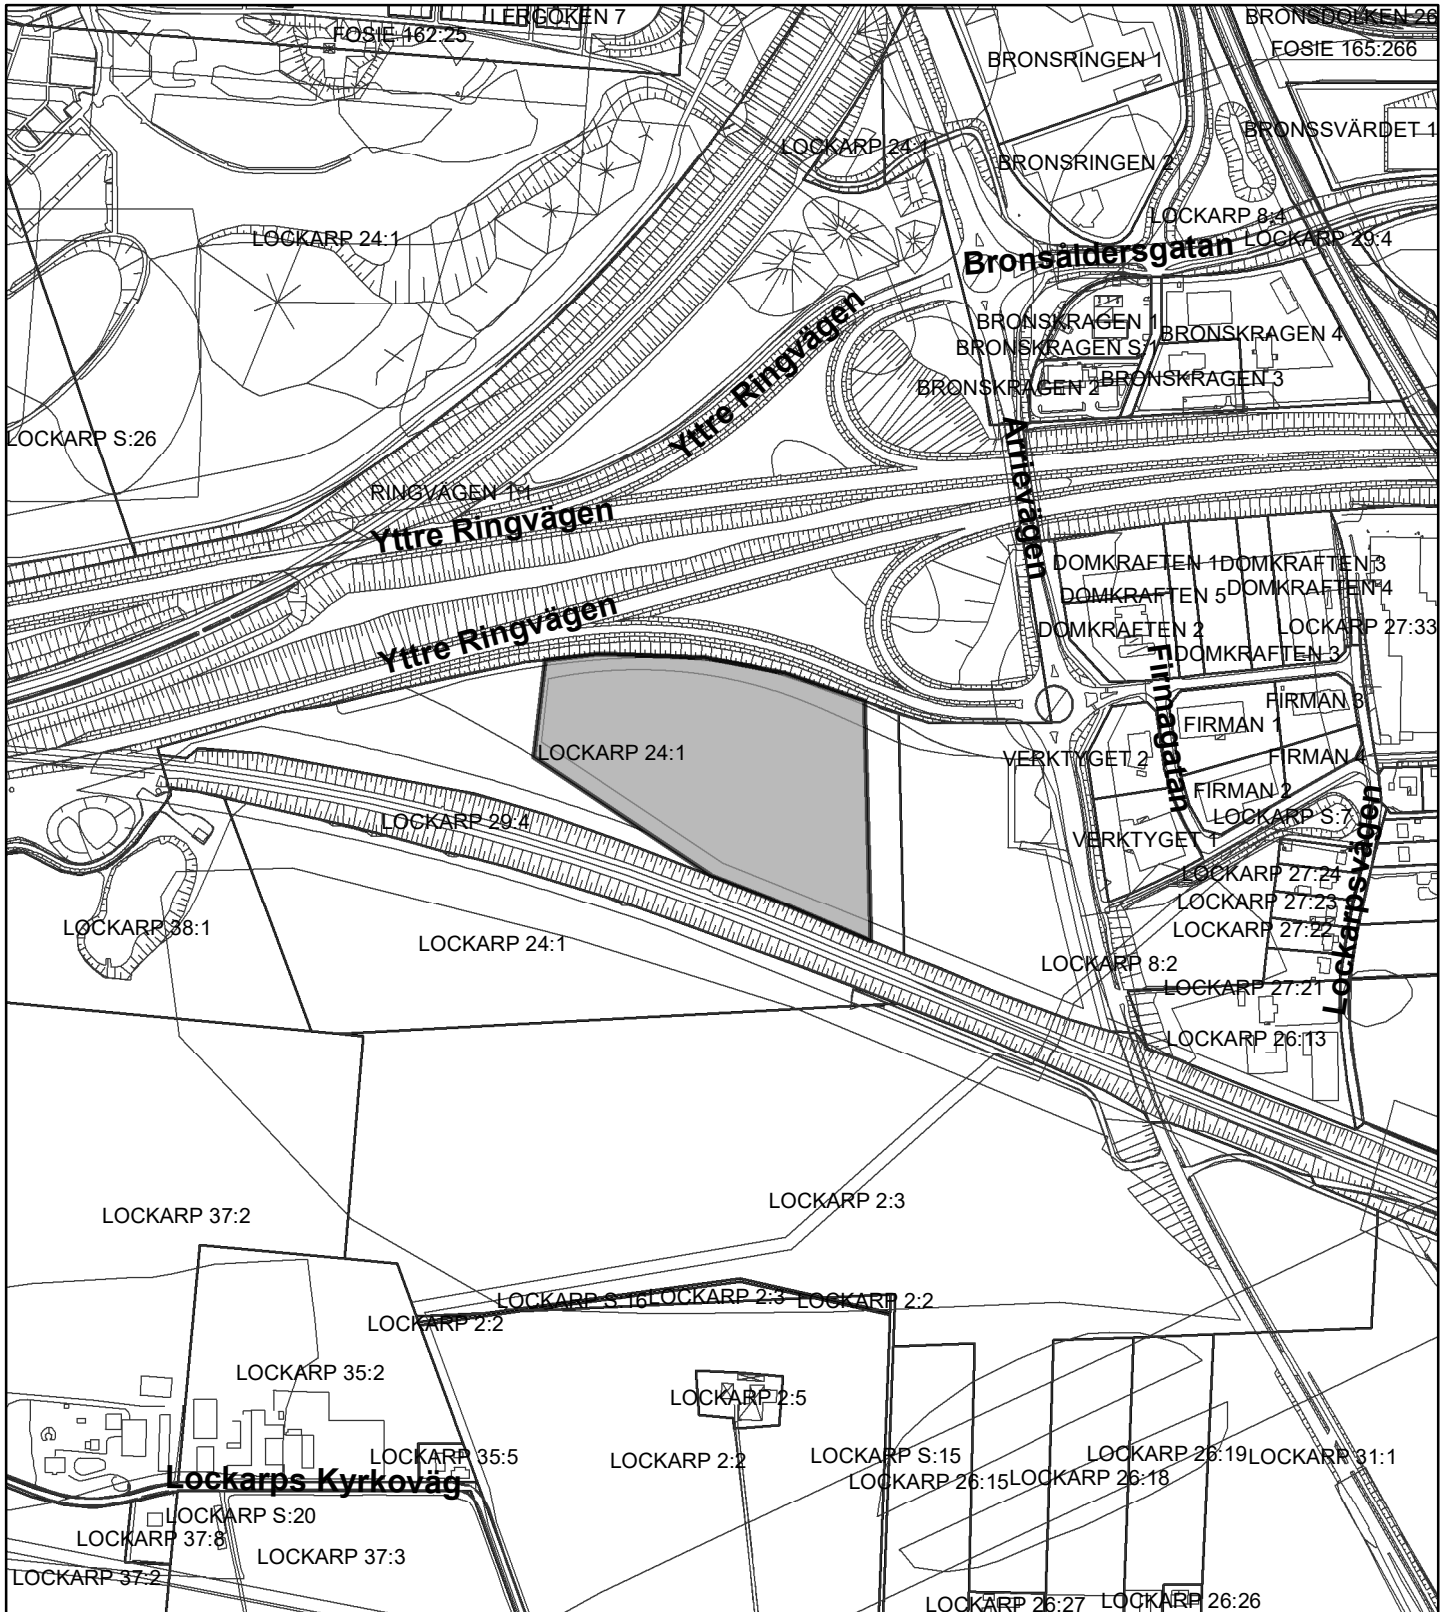 LERGÖKEN 7
BRONSDOLKEN 26
FOSIE 162:25
FOSIE 165:266
BRONSRINGEN 1
BRONSSVÄRDET 1
LOCKARP 24:1
BRONSRINGEN 2
LOCKARP 8:4
LOCKARP 24:1
LOCKARP 29:4
Bronsåldersgatan
BRONSKRAGEN 1
BRONSKRAGEN 4
BRONSKRAGEN S:1
Yttre Ringvägen
BRONSKRAGEN 3
BRONSKRAGEN 2
LOCKARP S:26
Arrievägen
RINGVÄGEN 1:1
Yttre Ringvägen
DOMKRAFTEN 1
DOMKRAFTEN 3
DOMKRAFTEN 4
DOMKRAFTEN 5
Yttre Ringvägen
DOMKRAFTEN 2
LOCKARP 27:33
DOMKRAFTEN 3
Firmagatan
FIRMAN 3
FIRMAN 1
LOCKARP 24:1
VERKTYGET 2
FIRMAN 4
FIRMAN 2
LOCKARP S:7
LOCKARP 29:4
VERKTYGET 1
LOCKARP 27:24
Lockarpsvägen
LOCKARP 27:23
LOCKARP 38:1
LOCKARP 27:22
LOCKARP 24:1
LOCKARP 8:2
LOCKARP 27:21
LOCKARP 26:13
LOCKARP 2:3
LOCKARP 37:2
LOCKARP S:16
LOCKARP 2:3
LOCKARP 2:2
LOCKARP 2:2
LOCKARP 35:2
LOCKARP 2:5
LOCKARP 35:5
LOCKARP 2:2
LOCKARP S:15
LOCKARP 26:19
LOCKARP 31:1
LOCKARP 26:15
LOCKARP 26:18
Lockarps Kyrkoväg
LOCKARP S:20
LOCKARP 37:8
LOCKARP 37:3
LOCKARP 37:2
LOCKARP 26:27
LOCKARP 26:26